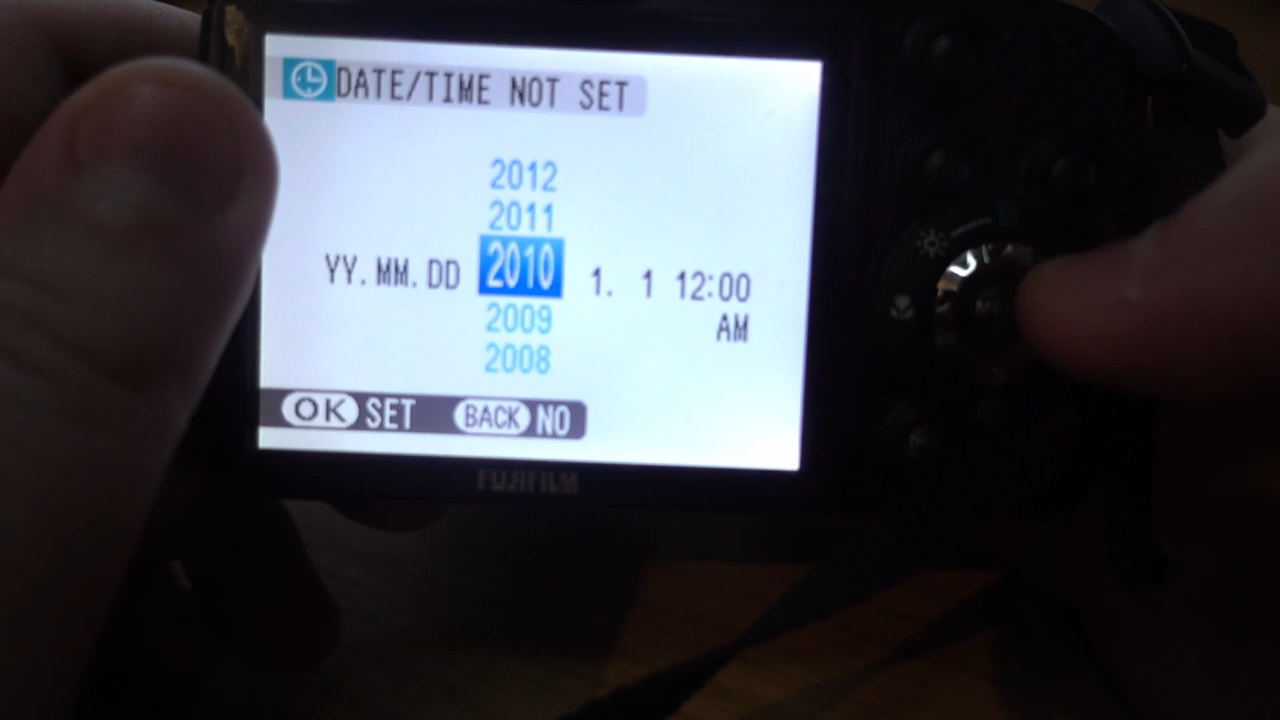 DATE/TIME NOT SET
2012
2011
YY.MM.DD 2010 1. 1 12:00
AM
2009
2008
OK SET BACK NO
FUJIFILM